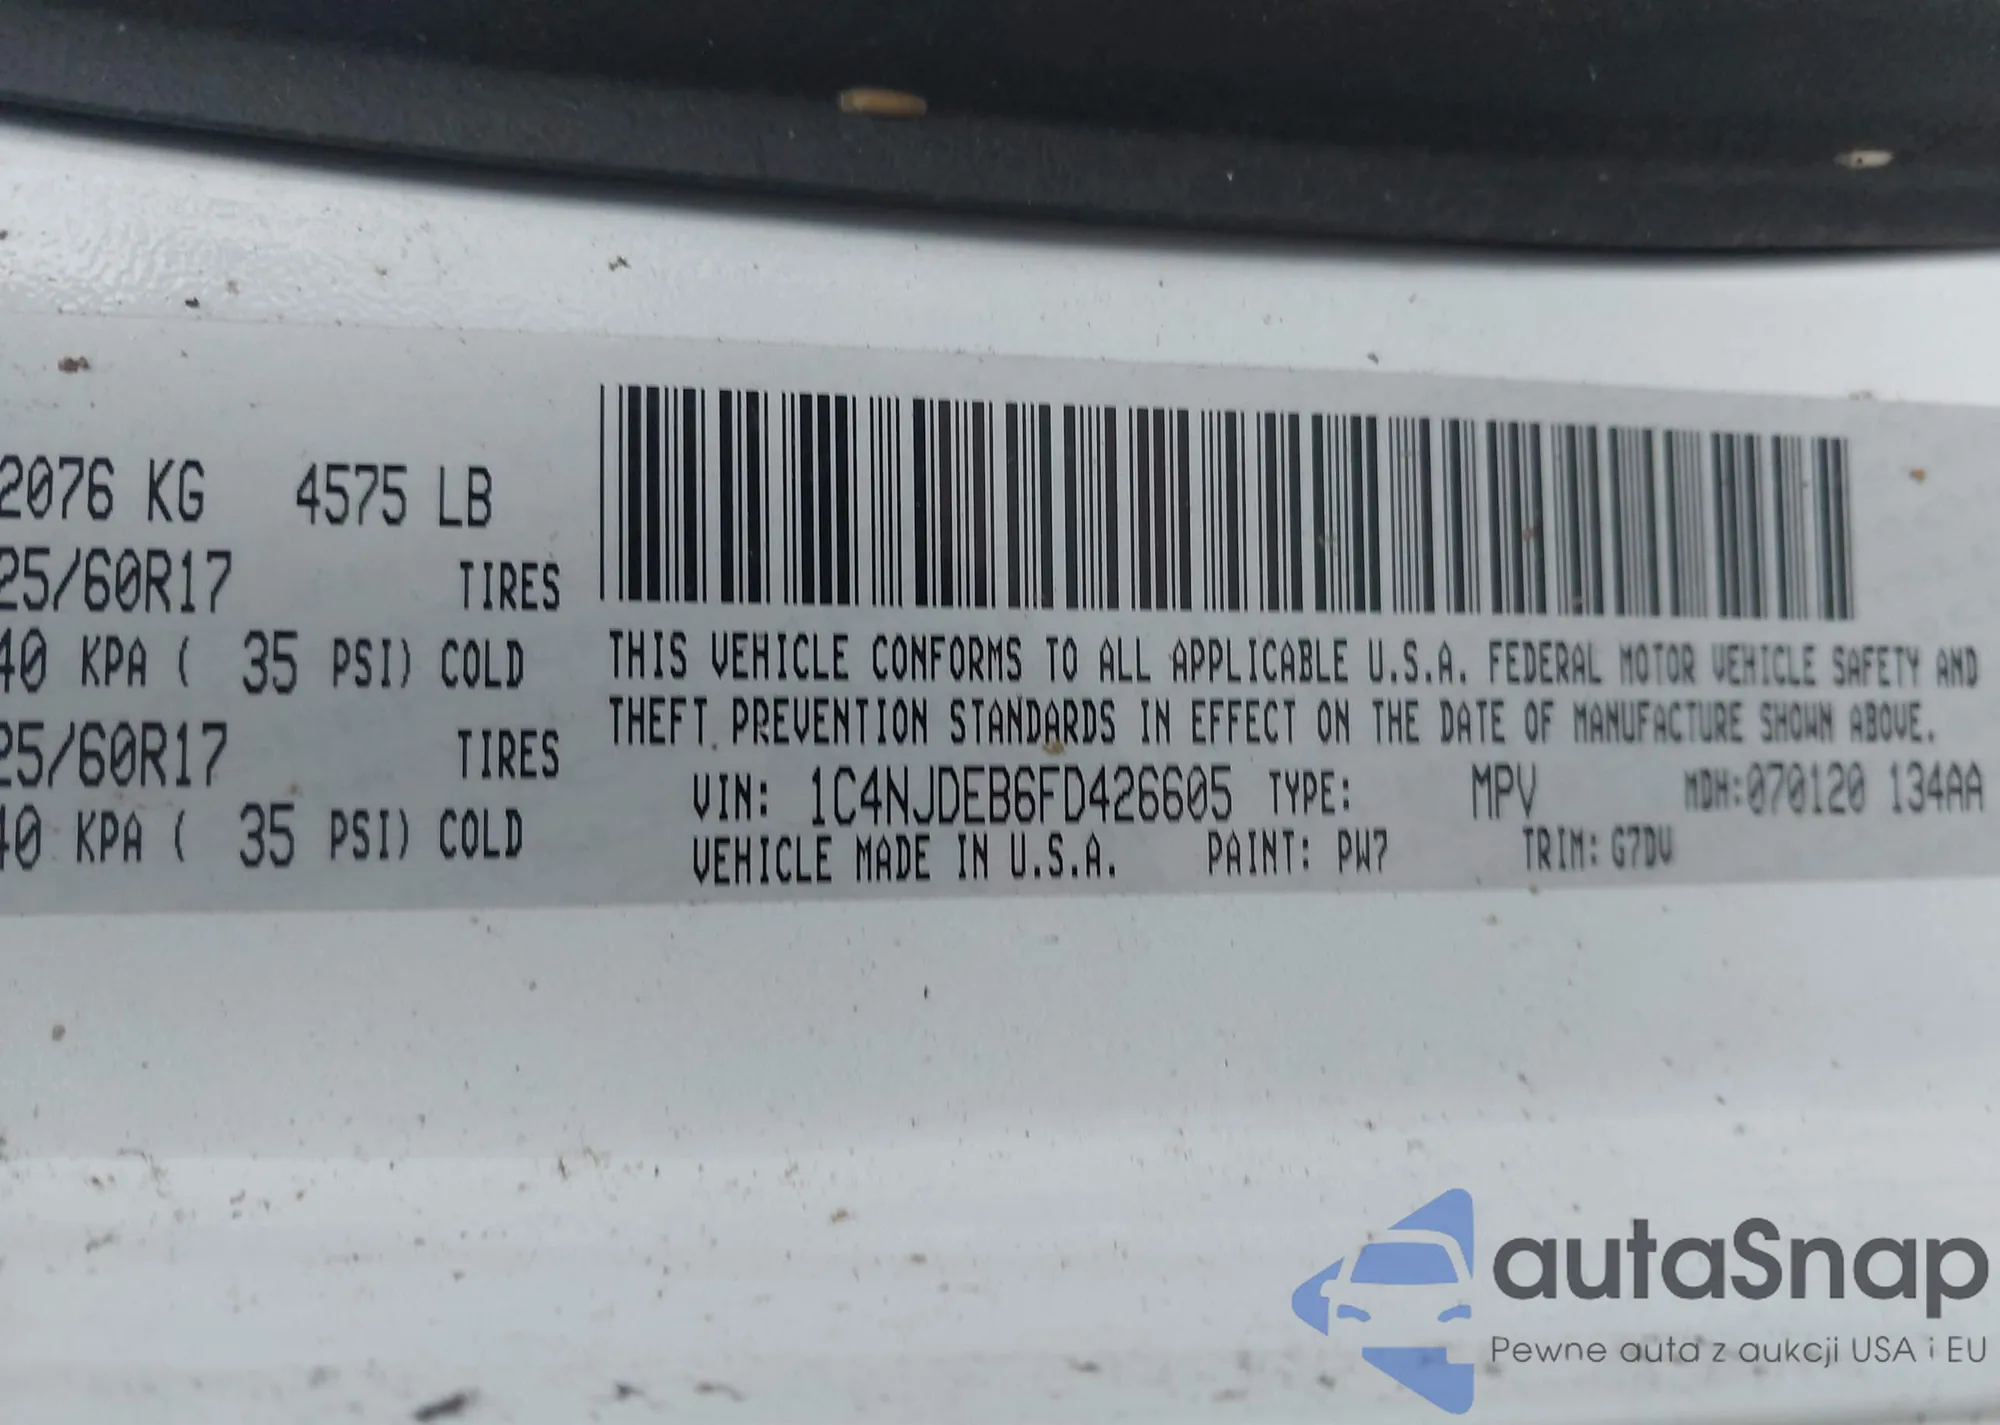 2076 KG 4575 LB
25/60R17 TIRES
40 KPA ( 35 PSI) COLD
25/60R17 TIRES
40 KPA ( 35 PSI) COLD
THIS VEHICLE CONFORMS TO ALL APPLICABLE U.S.A. FEDERAL MOTOR VEHICLE SAFETY AND
THEFT PREVENTION STANDARDS IN EFFECT ON THE DATE OF MANUFACTURE SHOWN ABOVE.
VIN: 1C4NJDEB6FD426605 TYPE: MPV MDH:070120 134AA
VEHICLE MADE IN U.S.A. PAINT: PW7 TRIM: G7DV
autaSnap
Pewne auta z aukcji USA i EU